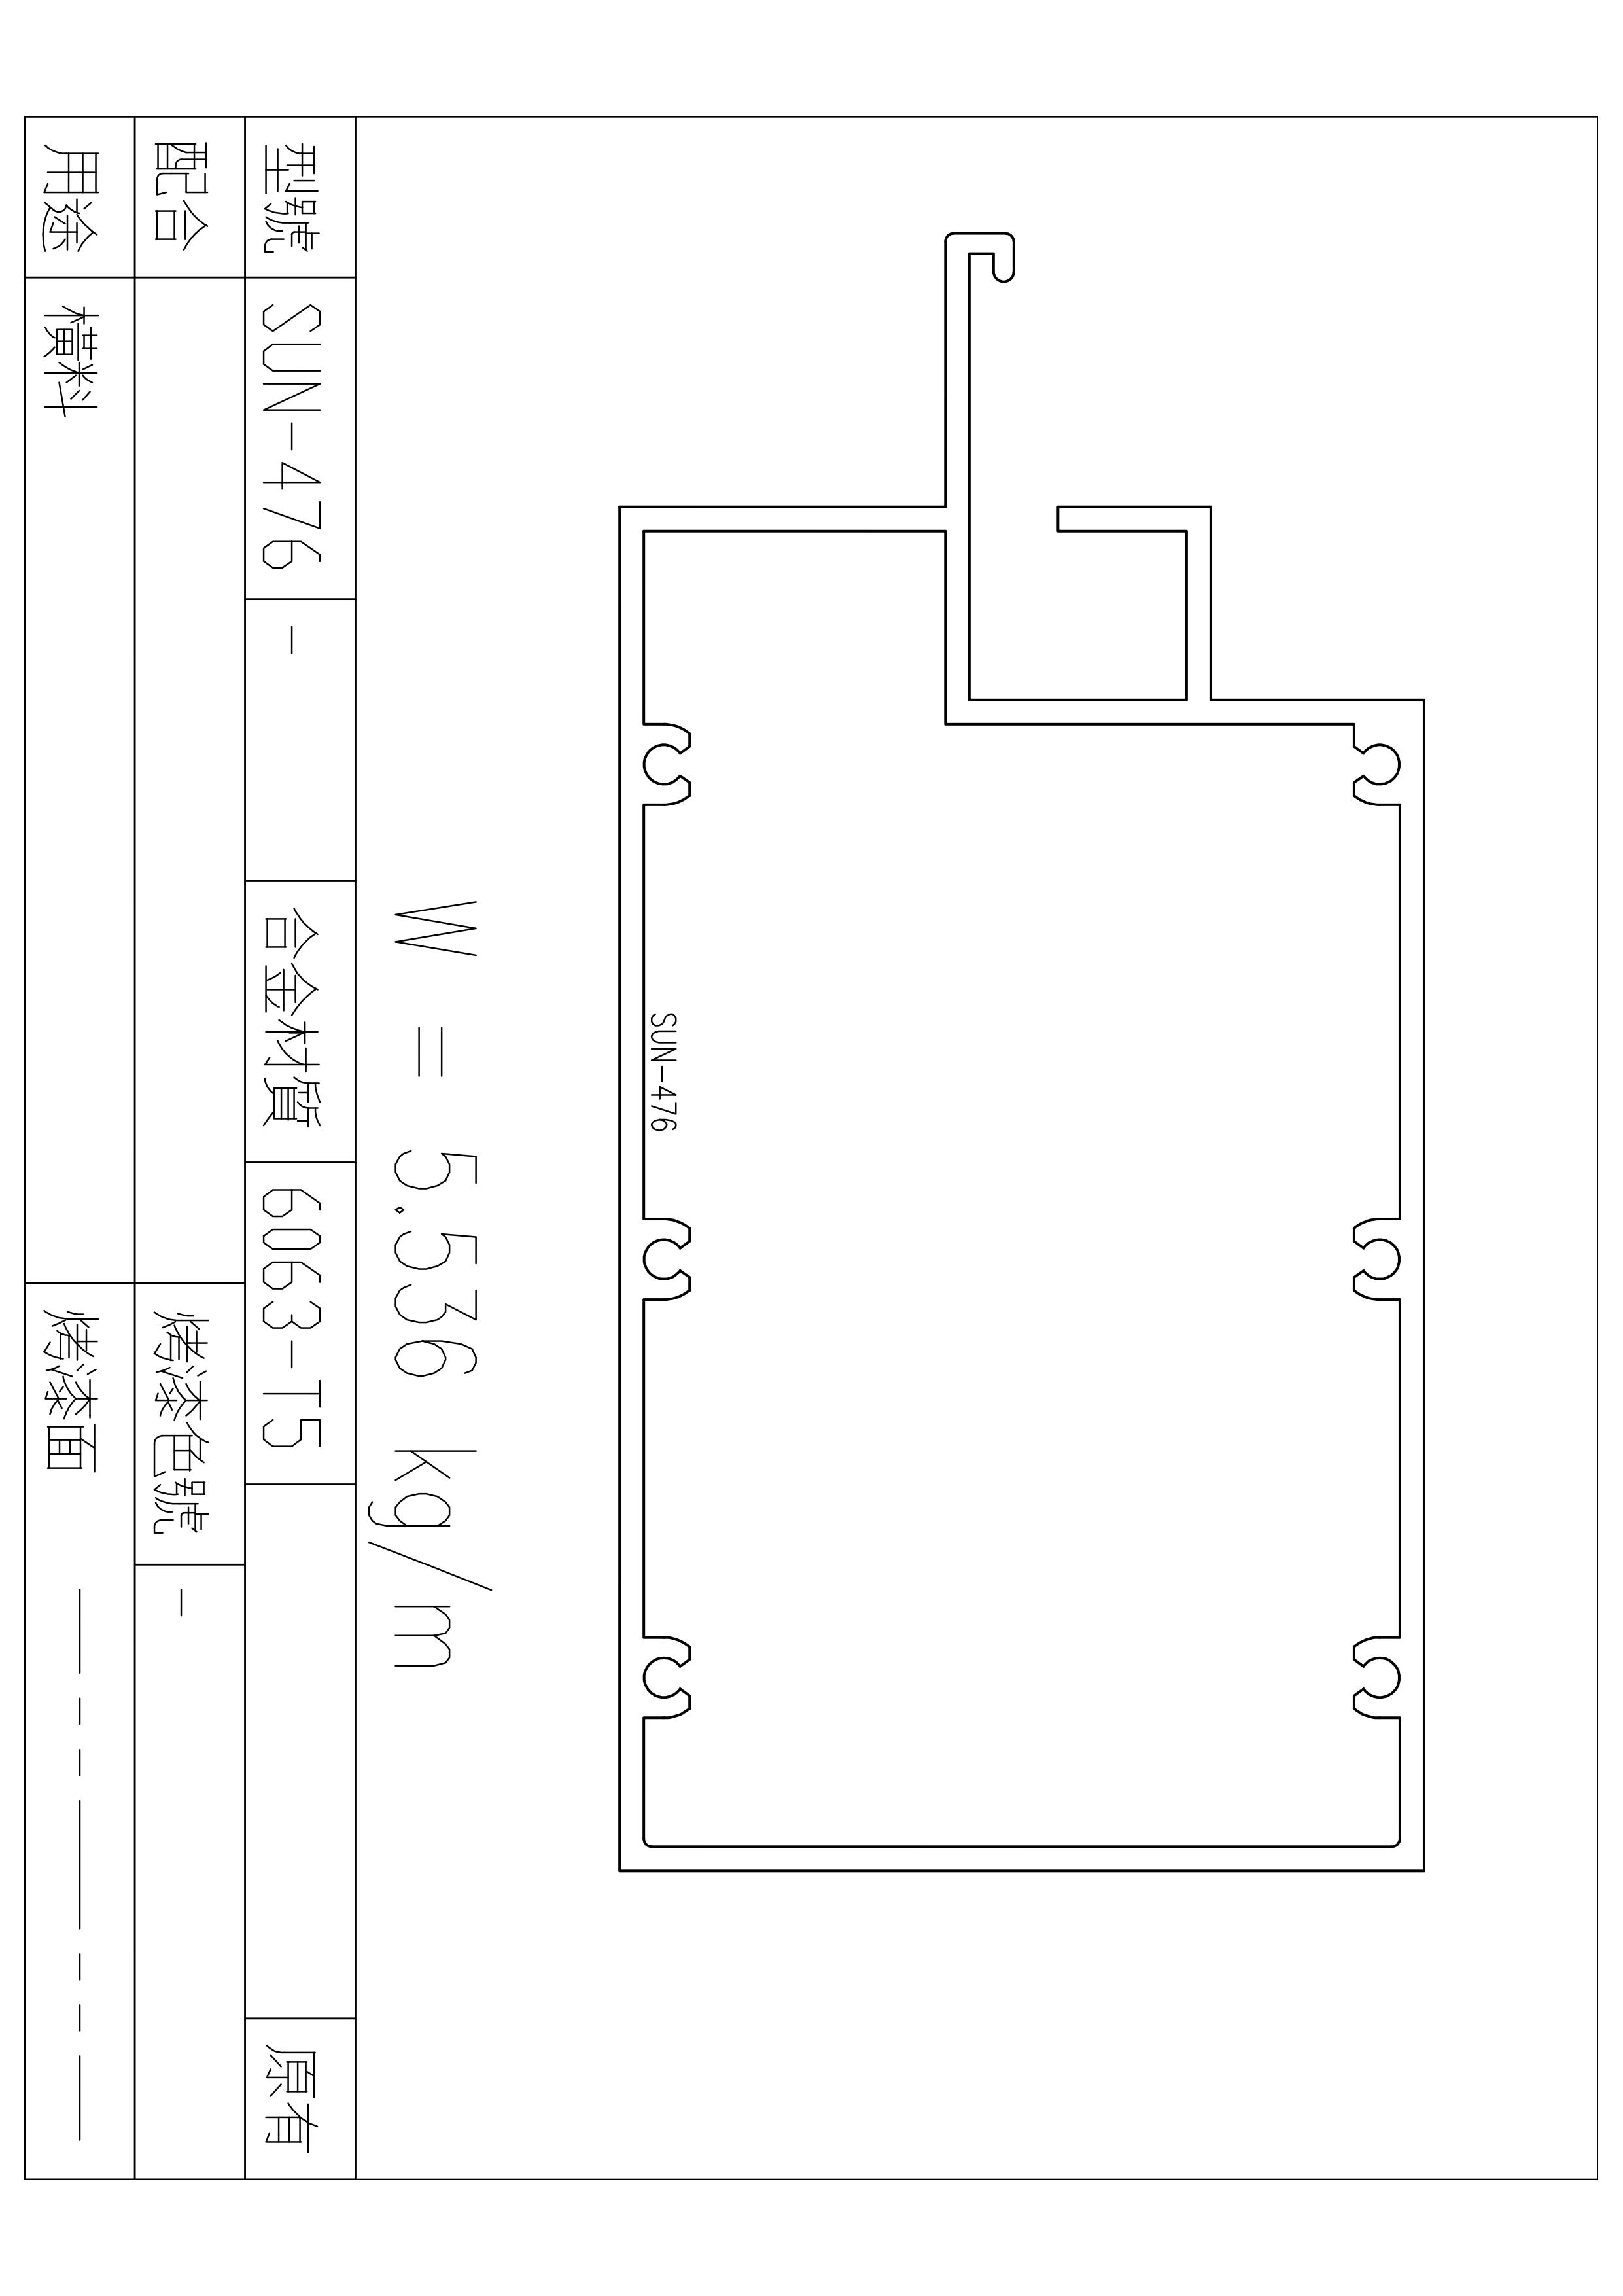 SUN-476
W = 5.536 kg/m
型號 SUN-476 - 合金材質 6063-T5 原有
配合 烤漆色號 -
用途 橫料 烤漆面